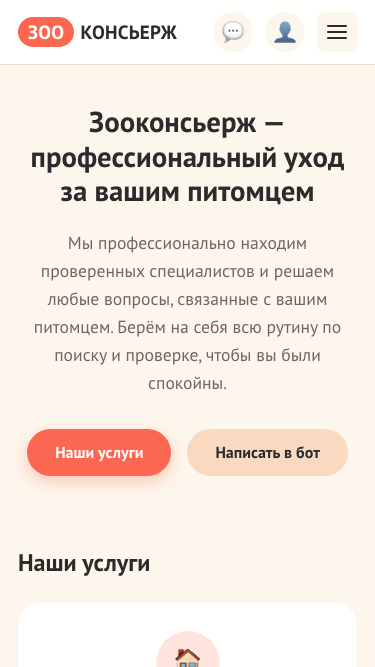 ЗОО КОНСЬЕРЖ
Зооконсьерж —
профессиональный уход
за вашим питомцем
Мы профессионально находим
проверенных специалистов и решаем
любые вопросы, связанные с вашим
питомцем. Берём на себя всю рутину по
поиску и проверке, чтобы вы были
спокойны.
Наши услуги
Написать в бот
Наши услуги